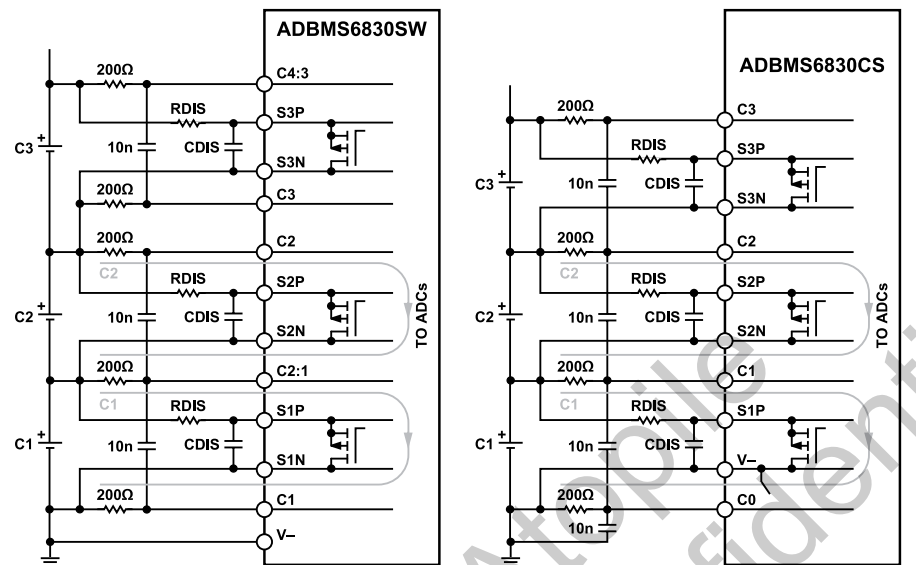 ADBMS6830SW
200Ω
C4:3
RDIS
S3P
C3
+
10n
CDIS
S3N
200Ω
C3
200Ω
C2
C2
RDIS
S2P
C2
+
10n
CDIS
S2N
TO ADCs
200Ω
C2:1
C1
RDIS
S1P
C1
+
10n
CDIS
S1N
200Ω
C1
V–
ADBMS6830CS
200Ω
C3
RDIS
S3P
C3
+
10n
CDIS
S3N
200Ω
C2
C2
RDIS
S2P
C2
+
10n
CDIS
S2N
TO ADCs
200Ω
C1
C1
RDIS
S1P
C1
+
10n
CDIS
V–
200Ω
C0
10n
Atopile